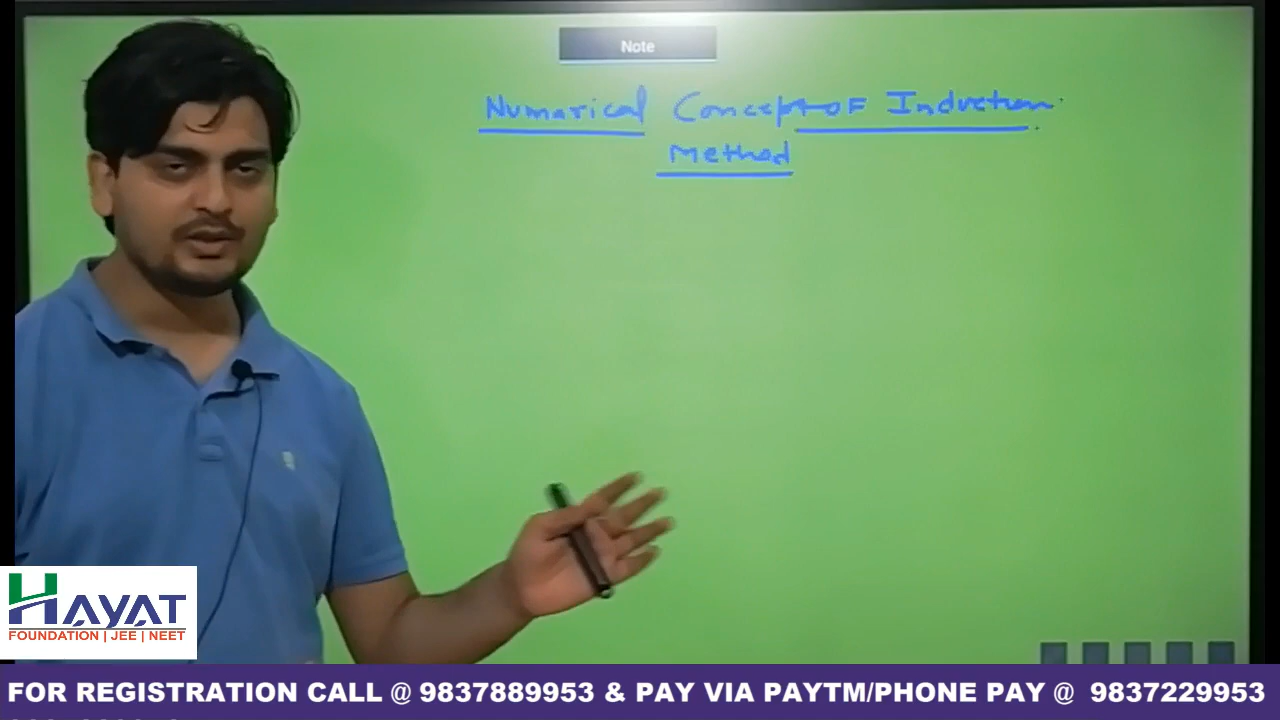 Note
Numarical Concept OF Induction
Method
HAYAT
FOUNDATION | JEE | NEET
FOR REGISTRATION CALL @ 9837889953 & PAY VIA PAYTM/PHONE PAY @ 9837229953